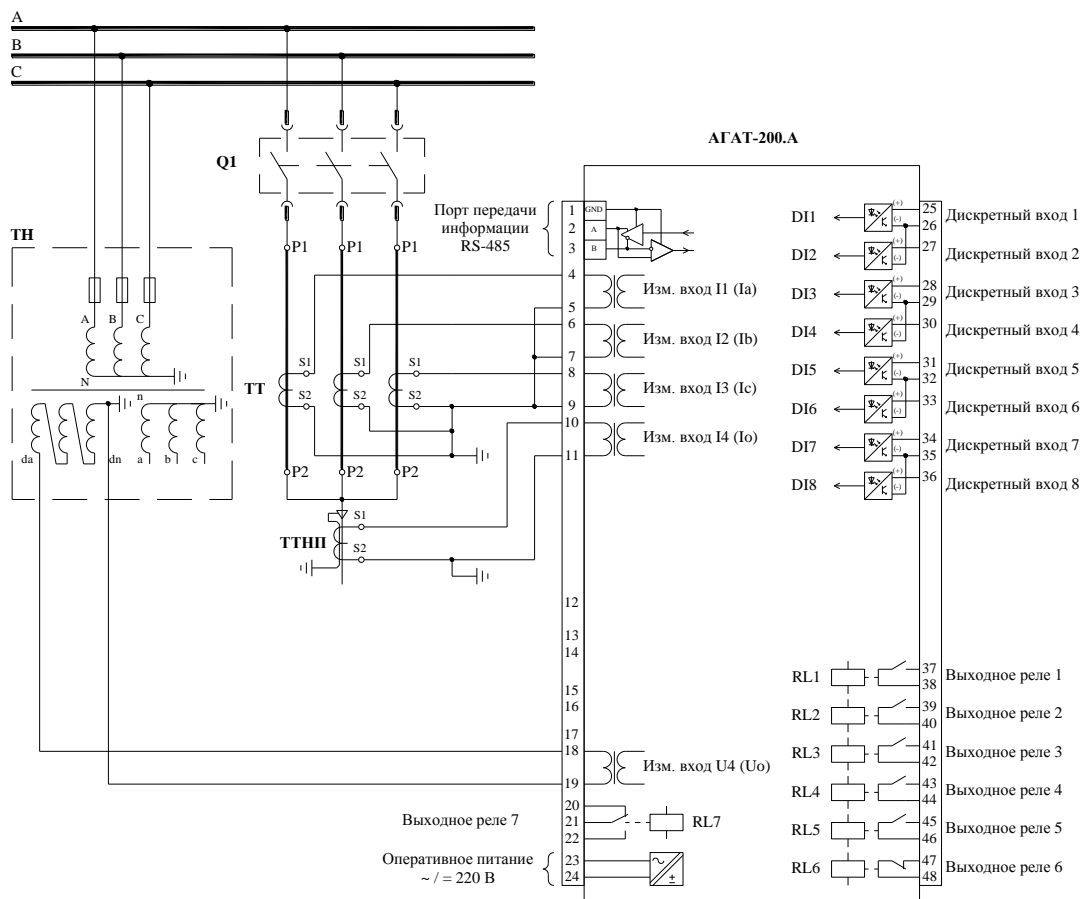 A
B
C
Q1
ТН
A
B
C
N
n
da
dn
a
b
c
P1
P1
P1
ТТ
S1
S1
S1
S2
S2
S2
P2
P2
P2
ТТНП
S1
S2
АГАТ-200.А
Порт передачи
информации
RS-485
1
GND
2
A
3
B
4
Изм. вход I1 (Ia)
5
6
Изм. вход I2 (Ib)
7
8
Изм. вход I3 (Ic)
9
10
Изм. вход I4 (Io)
11
12
13
14
15
16
17
18
Изм. вход U4 (Uo)
19
20
Выходное реле 7
21
RL7
22
Оперативное питание
~ / = 220 В
23
24
~
±
DI1
(+)
25
Дискретный вход 1
(-)
26
DI2
(+)
27
Дискретный вход 2
(-)
DI3
(+)
28
Дискретный вход 3
(-)
29
DI4
(+)
30
Дискретный вход 4
(-)
DI5
(+)
31
Дискретный вход 5
(-)
32
DI6
(+)
33
Дискретный вход 6
(-)
DI7
(+)
34
Дискретный вход 7
(-)
35
DI8
(+)
36
Дискретный вход 8
(-)
RL1
37
Выходное реле 1
38
RL2
39
Выходное реле 2
40
RL3
41
Выходное реле 3
42
RL4
43
Выходное реле 4
44
RL5
45
Выходное реле 5
46
RL6
47
Выходное реле 6
48